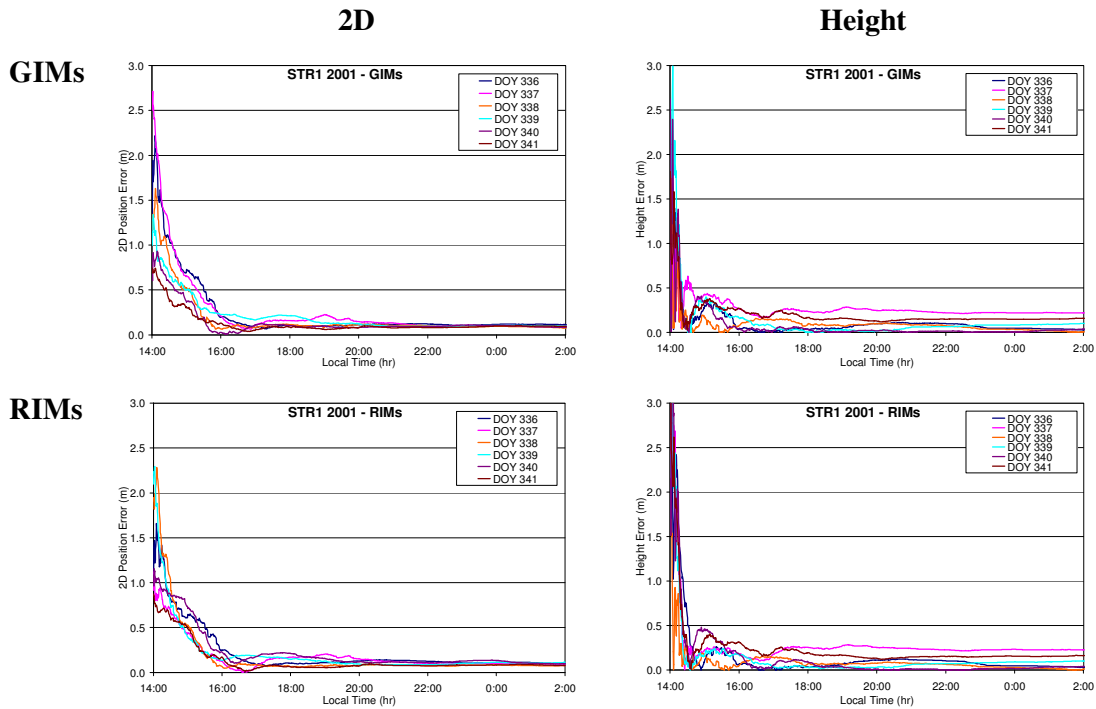 2D
Height
GIMs
STR1 2001 - GIMs
3.0
2.5
2.0
1.5
1.0
0.5
0.0
2D Position Error (m)
14:00 16:00 18:00 20:00 22:00 0:00 2:00
Local Time (hr)
DOY 336
DOY 337
DOY 338
DOY 339
DOY 340
DOY 341
STR1 2001 - GIMs
3.0
2.5
2.0
1.5
1.0
0.5
0.0
Height Error (m)
14:00 16:00 18:00 20:00 22:00 0:00 2:00
Local Time (hr)
DOY 336
DOY 337
DOY 338
DOY 339
DOY 340
DOY 341
RIMs
STR1 2001 - RIMs
3.0
2.5
2.0
1.5
1.0
0.5
0.0
2D Position Error (m)
14:00 16:00 18:00 20:00 22:00 0:00 2:00
Local Time (hr)
DOY 336
DOY 337
DOY 338
DOY 339
DOY 340
DOY 341
STR1 2001 - RIMs
3.0
2.5
2.0
1.5
1.0
0.5
0.0
Height Error (m)
14:00 16:00 18:00 20:00 22:00 0:00 2:00
Local Time (hr)
DOY 336
DOY 337
DOY 338
DOY 339
DOY 340
DOY 341